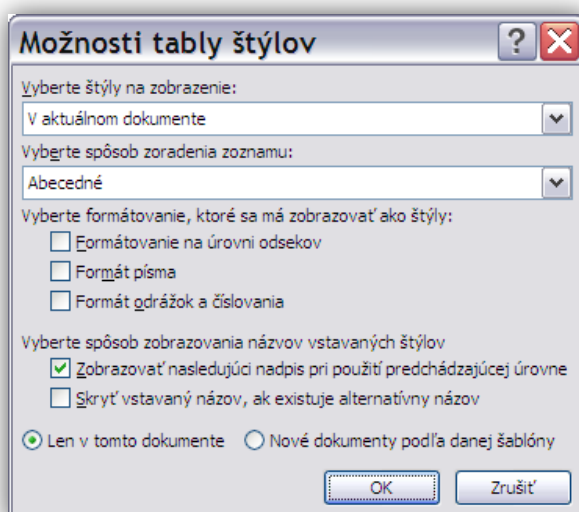 Možnosti tably štýlov
Vyberte štýly na zobrazenie:
V aktuálnom dokumente
Vyberte spôsob zoradenia zoznamu:
Abecedné
Vyberte formátovanie, ktoré sa má zobrazovať ako štýly:
Formátovanie na úrovni odsekov
Formát písma
Formát odrážok a číslovania
Vyberte spôsob zobrazovania názvov vstavaných štýlov
Zobrazovať nasledujúci nadpis pri použití predchádzajúcej úrovne
Skryť vstavaný názov, ak existuje alternatívny názov
Len v tomto dokumente Nové dokumenty podľa danej šablóny
OK Zrušiť